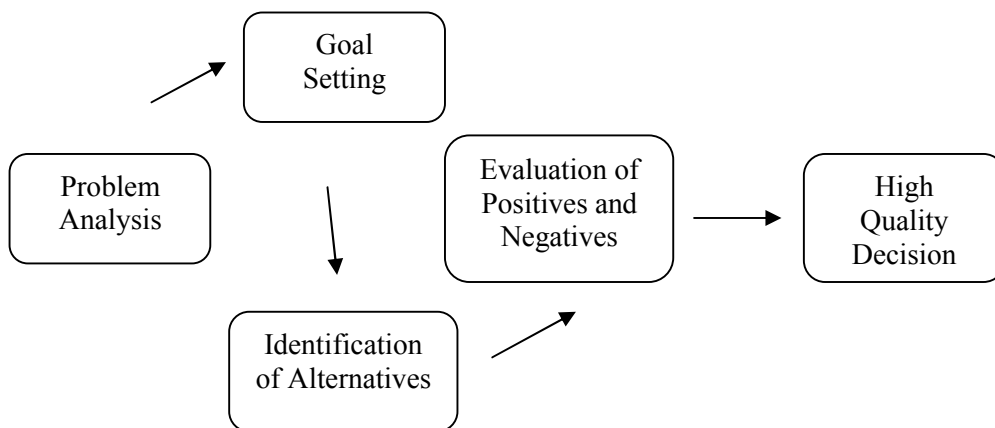 Goal
Setting
Problem
Analysis
Identification
of Alternatives
Evaluation of
Positives and
Negatives
High
Quality
Decision